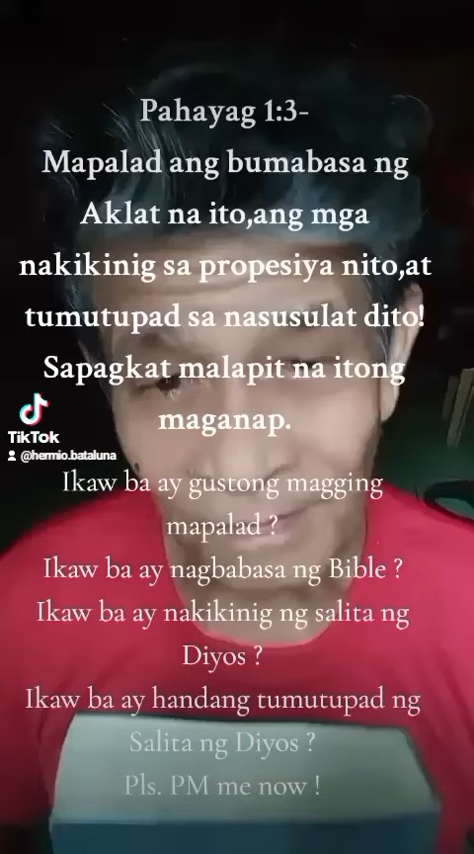 Pahayag 1:3-
Mapalad ang bumabasa ng
Aklat na ito,ang mga
nakikinig sa propesiya nito,at
tumutupad sa nasusulat dito!
Sapagkat malapit na itong
maganap.
TikTok
@hermio.bataluna
Ikaw ba ay gustong magging
mapalad ?
Ikaw ba ay nagbabasa ng Bible ?
Ikaw ba ay nakikinig ng salita ng
Diyos ?
Ikaw ba ay handang tumutupad ng
Salita ng Diyos ?
Pls. PM me now !